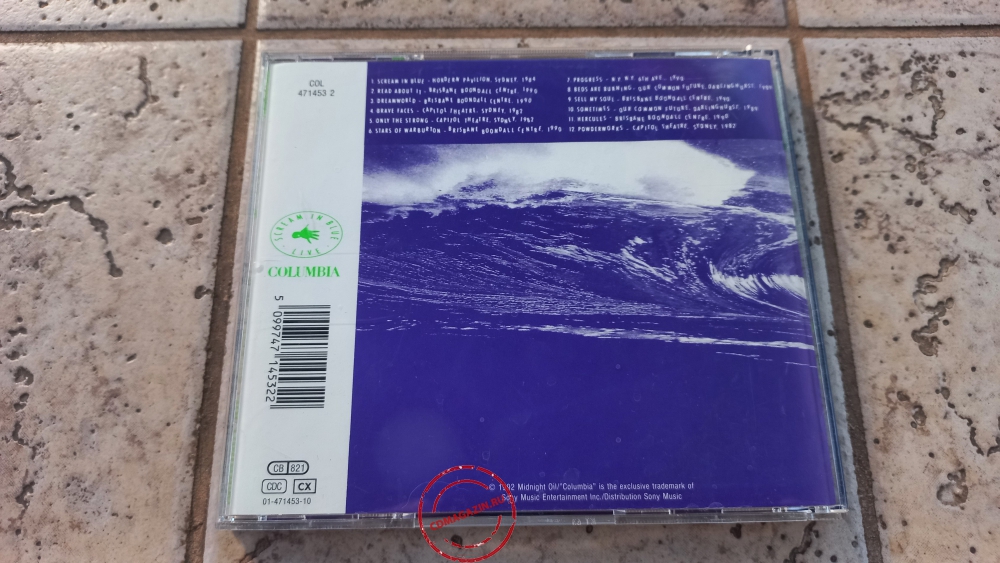 COL
471453 2
1 SCREAM IN BLUE - HORDERN PAVILION, SYDNEY, 1984
2 READ ABOUT IT - BRISBANE BOONDALL CENTRE, 1990
3 DREAMWORLD - BRISBANE BOONDALL CENTRE, 1990
4 BRAVE FACES - CAPITOL THEATRE, SYDNEY, 1982
5 ONLY THE STRONG - CAPITOL THEATRE, SYDNEY, 1982
6 STARS OF WARBURTON - BRISBANE BOONDALL CENTRE, 1990
7 PROGRESS - N.Y. N.Y. 6TH AVE., 1990
8 BEDS ARE BURNING - OUR COMMON FUTURE, DARLINGHURST, 1989
9 SELL MY SOUL - BRISBANE BOONDALL CENTRE, 1990
10 SOMETIMES - OUR COMMON FUTURE, DARLINGHURST, 1989
11 HERCULES - BRISBANE BOONDALL CENTRE, 1990
12 POWDERWORKS - CAPITOL THEATRE, SYDNEY, 1982
SCREAM IN BLUE
LIVE
COLUMBIA
5 099747 145322
CB 821
CDC CX
01-471453-10
© 1992 Midnight Oil/"Columbia" is the exclusive trademark of
Sony Music Entertainment Inc./Distribution Sony Music